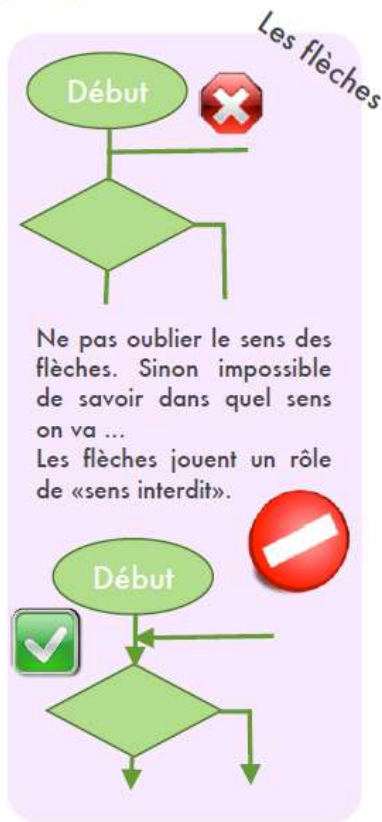 Les flèches
Début
Ne pas oublier le sens des
flèches. Sinon impossible
de savoir dans quel sens
on va ...
Les flèches jouent un rôle
de «sens interdit».
Début